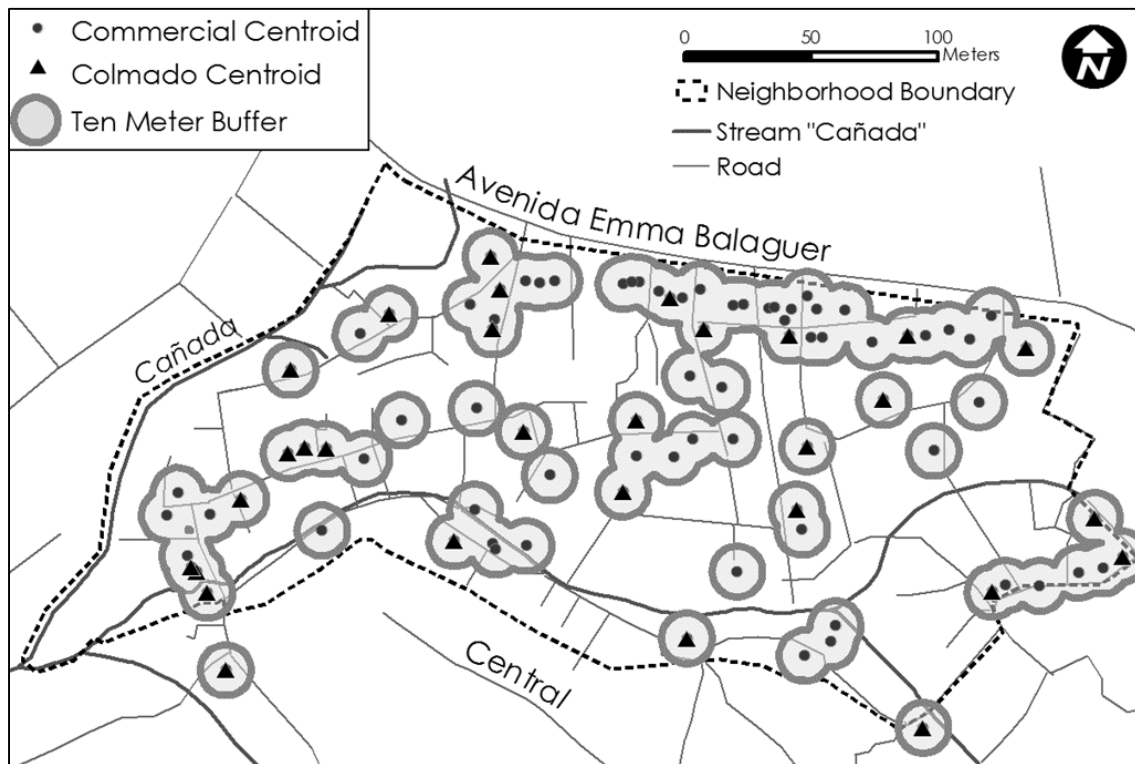 Commercial Centroid
Colmado Centroid
Ten Meter Buffer
0 50 100
Meters
N
Neighborhood Boundary
Stream "Cañada"
Road
Avenida Emma Balaguer
Cañada
Central